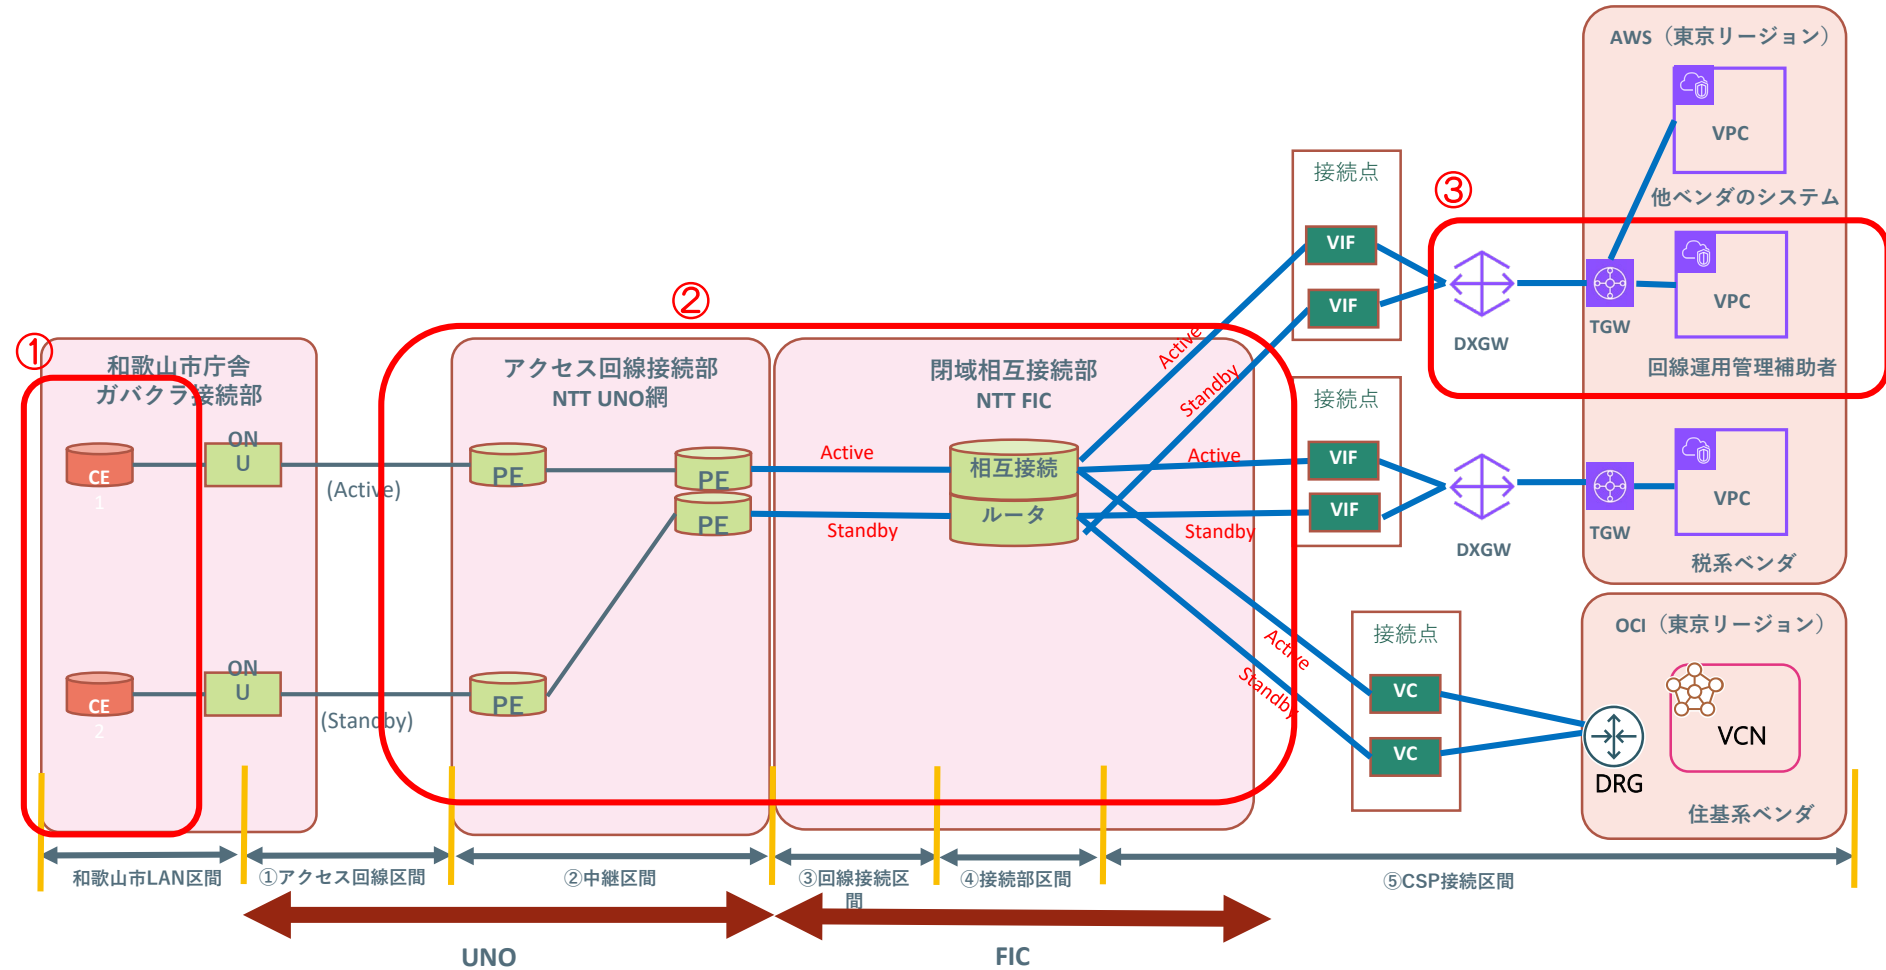 AWS（東京リージョン）
VPC
他ベンダのシステム
接続点
VIF
VIF
③
DXGW
TGW
VPC
回線運用管理補助者
②
①
和歌山市庁舎
ガバクラ接続部
アクセス回線接続部
NTT UNO網
閉域相互接続部
NTT FIC
Active
Standby
接続点
VIF
VIF
DXGW
TGW
VPC
税系ベンダ
CE
1
ON
U
(Active)
PE
PE
PE
Active
Standby
相互接続
ルータ
Active
Standby
CE
2
ON
U
(Standby)
PE
Active
Standby
接続点
VC
VC
OCI（東京リージョン）
VCN
DRG
住基系ベンダ
和歌山市LAN区間
①アクセス回線区間
②中継区間
③回線接続区
間
④接続部区間
⑤CSP接続区間
UNO
FIC